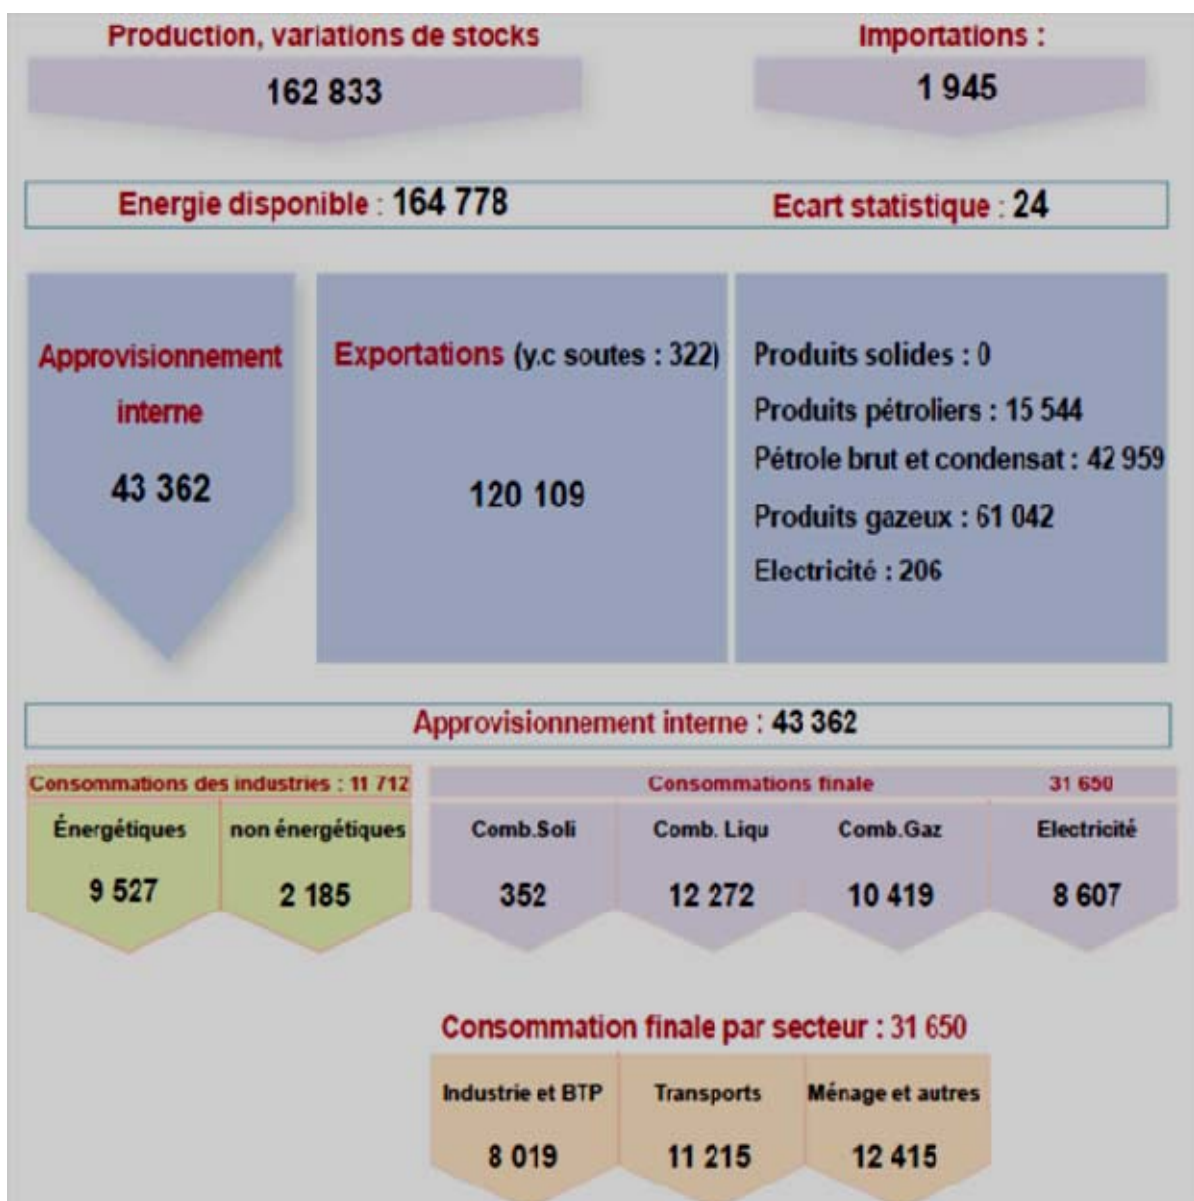 Production, variations de stocks
162 833
Importations :
1 945
Energie disponible : 164 778
Ecart statistique : 24
Approvisionnement
interne
43 362
Exportations (y.c soutes : 322)
120 109
Produits solides : 0
Produits pétroliers : 15 544
Pétrole brut et condensat : 42 959
Produits gazeux : 61 042
Electricité : 206
Approvisionnement interne : 43 362
Consommations des industries : 11 712
Énergétiques
9 527
non énergétiques
2 185
Consommations finale 31 650
Comb.Soli
352
Comb. Liqu
12 272
Comb.Gaz
10 419
Electricité
8 607
Consommation finale par secteur : 31 650
Industrie et BTP
8 019
Transports
11 215
Ménage et autres
12 415